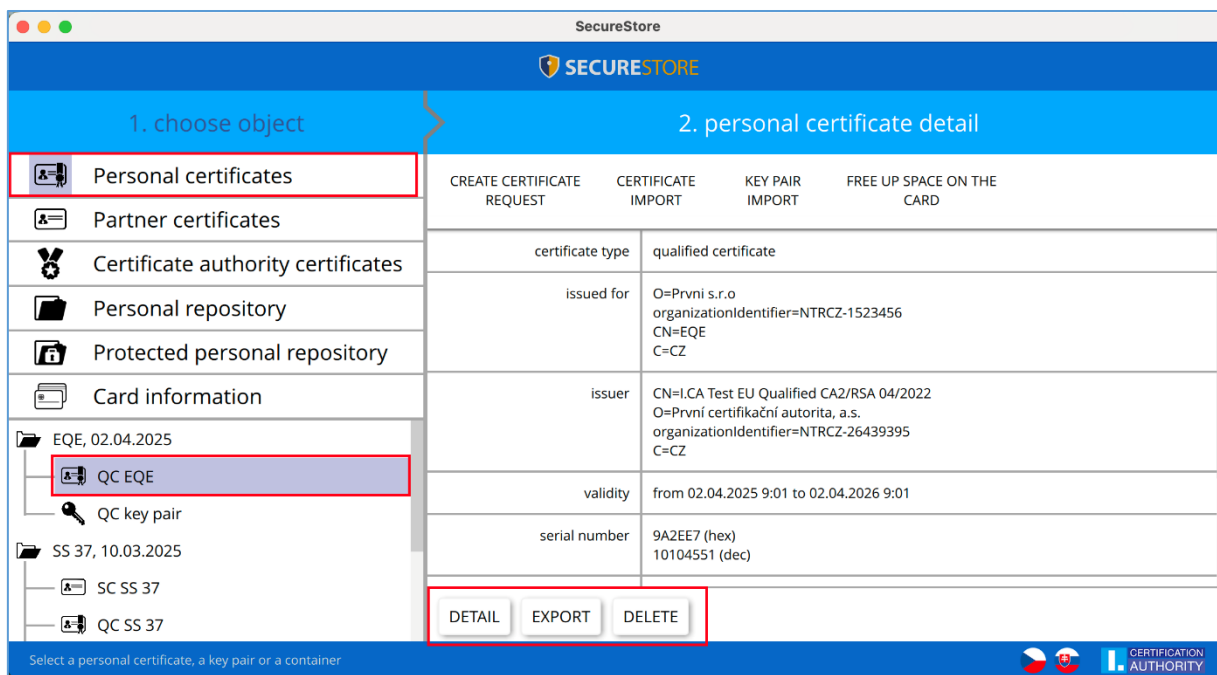 SecureStore
SECURESTORE
1. choose object
2. personal certificate detail
Personal certificates
Partner certificates
Certificate authority certificates
Personal repository
Protected personal repository
Card information
EQE, 02.04.2025
QC EQE
QC key pair
SS 37, 10.03.2025
SC SS 37
QC SS 37
CREATE CERTIFICATE
REQUEST
CERTIFICATE
IMPORT
KEY PAIR
IMPORT
FREE UP SPACE ON THE
CARD
certificate type
qualified certificate
issued for
O=Prvni s.r.o
organizationIdentifier=NTRCZ-1523456
CN=EQE
C=CZ
issuer
CN=I.CA Test EU Qualified CA2/RSA 04/2022
O=První certifikační autorita, a.s.
organizationIdentifier=NTRCZ-26439395
C=CZ
validity
from 02.04.2025 9:01 to 02.04.2026 9:01
serial number
9A2EE7 (hex)
10104551 (dec)
DETAIL
EXPORT
DELETE
Select a personal certificate, a key pair or a container
CERTIFICATION
AUTHORITY